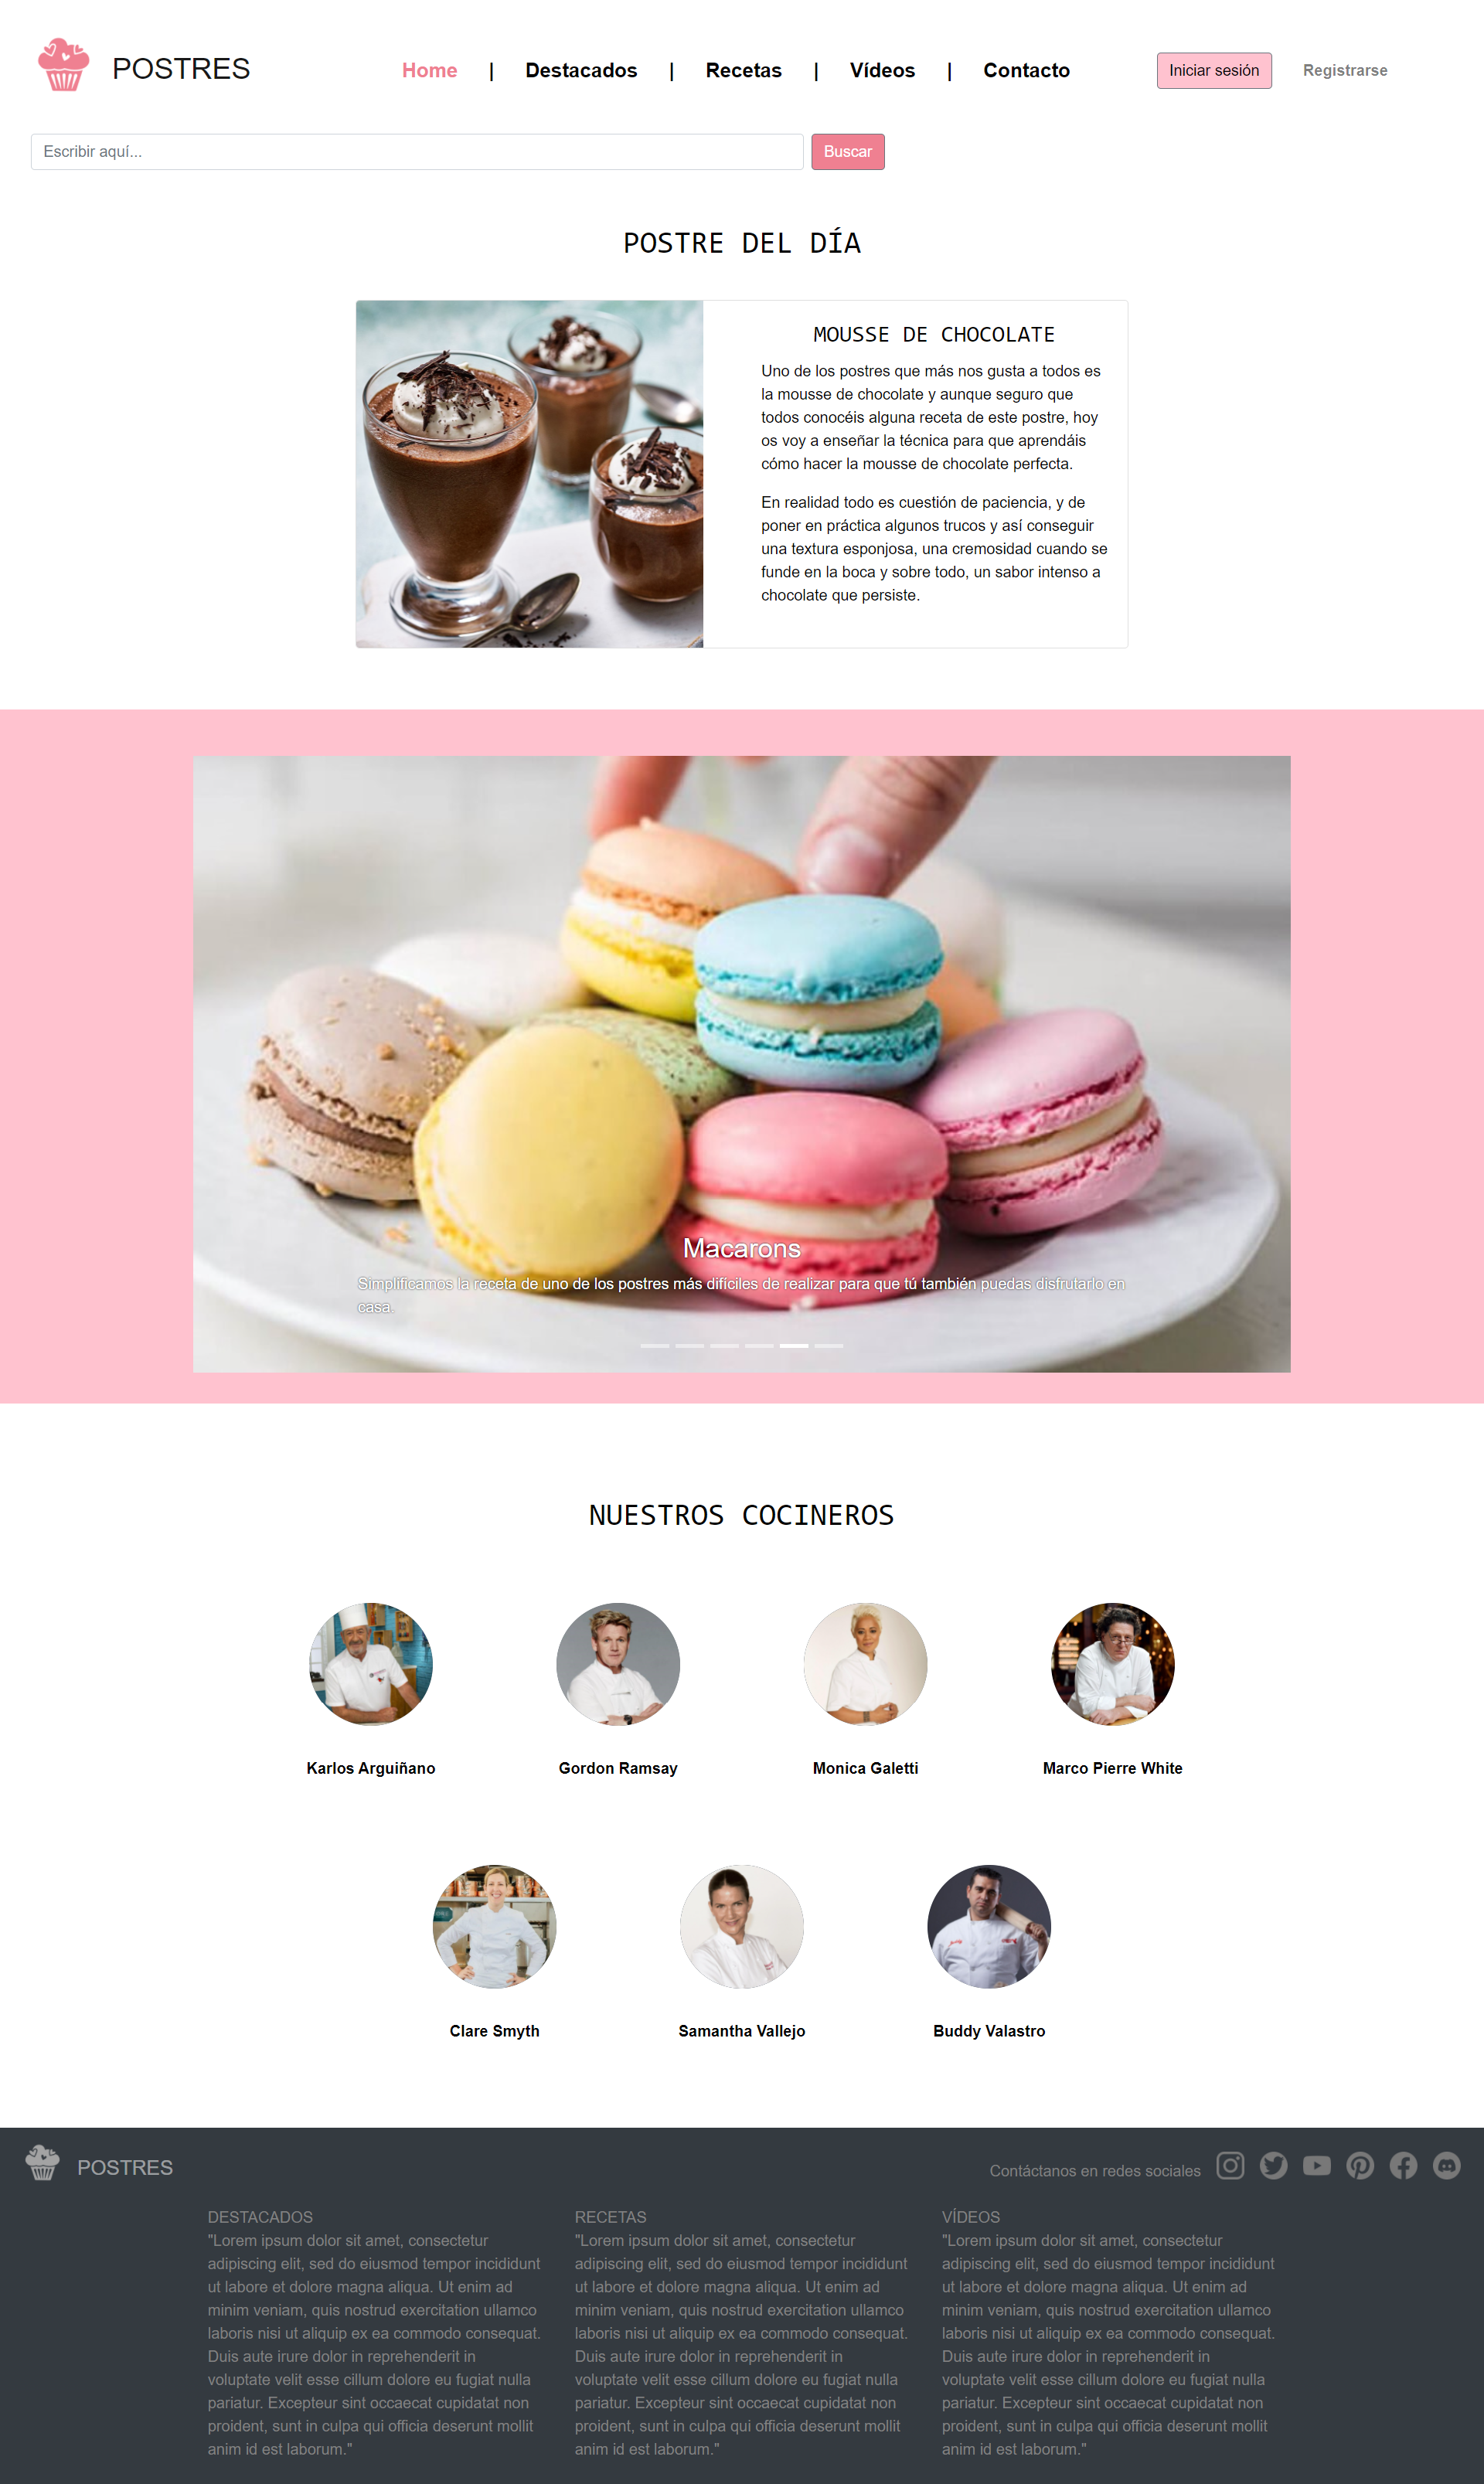 POSTRES
Home | Destacados | Recetas | Vídeos | Contacto
Iniciar sesión
Registrarse
Escribir aquí...
Buscar
POSTRE DEL DÍA
MOUSSE DE CHOCOLATE
Uno de los postres que más nos gusta a todos es
la mousse de chocolate y aunque seguro que
todos conocéis alguna receta de este postre, hoy
os voy a enseñar la técnica para que aprendáis
cómo hacer la mousse de chocolate perfecta.
En realidad todo es cuestión de paciencia, y de
poner en práctica algunos trucos y así conseguir
una textura esponjosa, una cremosidad cuando se
funde en la boca y sobre todo, un sabor intenso a
chocolate que persiste.
Macarons
Simplificamos la receta de uno de los postres más difíciles de realizar para que tú también puedas disfrutarlo en
casa.
NUESTROS COCINEROS
Karlos Arguiñano
Gordon Ramsay
Monica Galetti
Marco Pierre White
Clare Smyth
Samantha Vallejo
Buddy Valastro
POSTRES
Contáctanos en redes sociales
DESTACADOS
"Lorem ipsum dolor sit amet, consectetur
adipiscing elit, sed do eiusmod tempor incididunt
ut labore et dolore magna aliqua. Ut enim ad
minim veniam, quis nostrud exercitation ullamco
laboris nisi ut aliquip ex ea commodo consequat.
Duis aute irure dolor in reprehenderit in
voluptate velit esse cillum dolore eu fugiat nulla
pariatur. Excepteur sint occaecat cupidatat non
proident, sunt in culpa qui officia deserunt mollit
anim id est laborum."
RECETAS
"Lorem ipsum dolor sit amet, consectetur
adipiscing elit, sed do eiusmod tempor incididunt
ut labore et dolore magna aliqua. Ut enim ad
minim veniam, quis nostrud exercitation ullamco
laboris nisi ut aliquip ex ea commodo consequat.
Duis aute irure dolor in reprehenderit in
voluptate velit esse cillum dolore eu fugiat nulla
pariatur. Excepteur sint occaecat cupidatat non
proident, sunt in culpa qui officia deserunt mollit
anim id est laborum."
VÍDEOS
"Lorem ipsum dolor sit amet, consectetur
adipiscing elit, sed do eiusmod tempor incididunt
ut labore et dolore magna aliqua. Ut enim ad
minim veniam, quis nostrud exercitation ullamco
laboris nisi ut aliquip ex ea commodo consequat.
Duis aute irure dolor in reprehenderit in
voluptate velit esse cillum dolore eu fugiat nulla
pariatur. Excepteur sint occaecat cupidatat non
proident, sunt in culpa qui officia deserunt mollit
anim id est laborum."